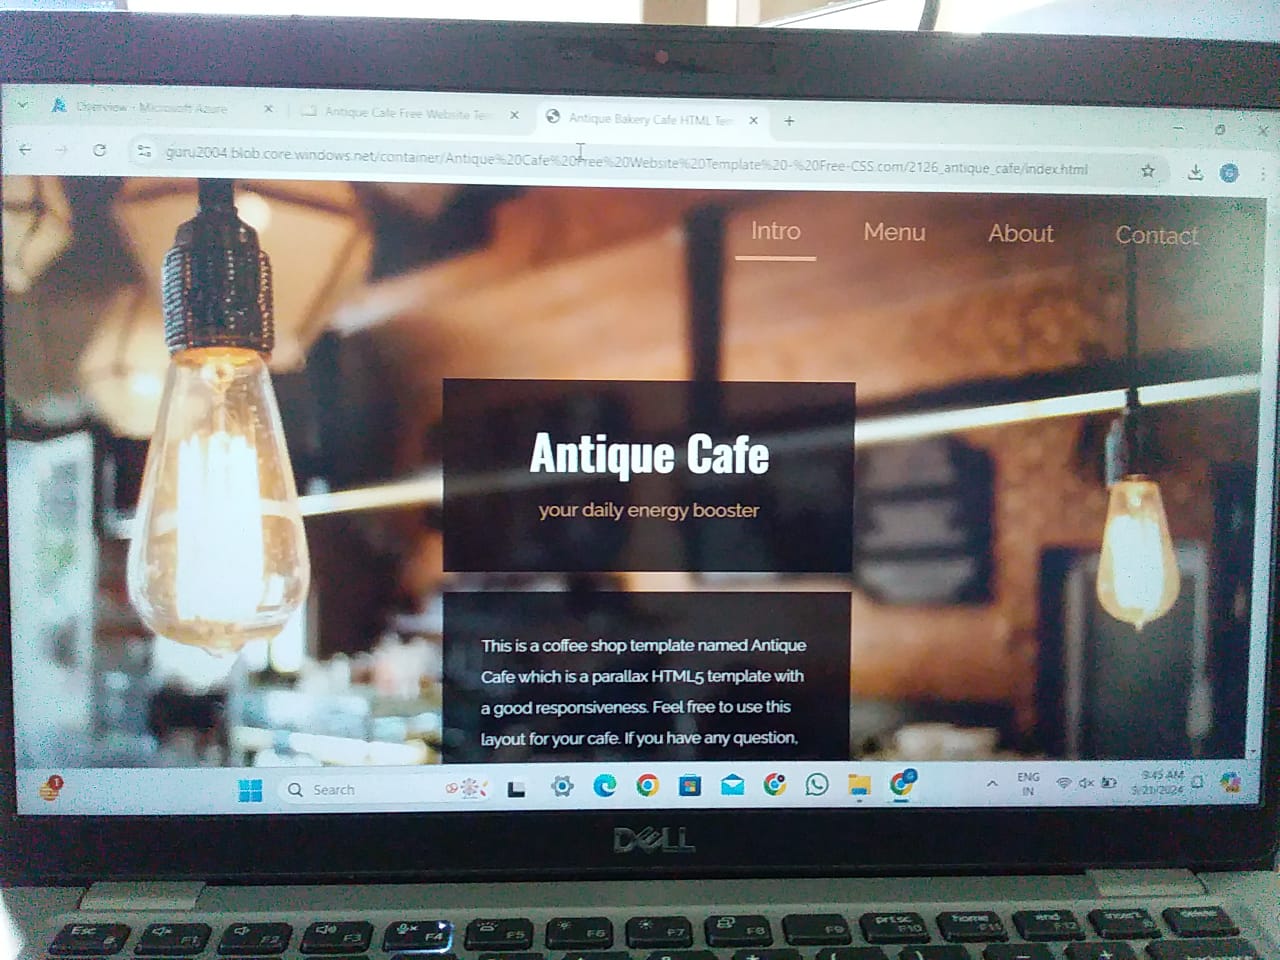 Overview - Microsoft Azure
Antique Cafe Free Website Tem
Antique Bakery Cafe HTML Tem
guru2004.blob.core.windows.net/container/Antique%20Cafe%20Free%20Website%20Template%20-%20Free-CSS.com/2126_antique_cafe/index.html
Intro Menu About Contact
Antique Cafe
your daily energy booster
This is a coffee shop template named Antique
Cafe which is a parallax HTML5 template with
a good responsiveness. Feel free to use this
layout for your cafe. If you have any question,
1
Search
ENG
IN
9:45 AM
9/21/2024
DELL
Esc F1 F2 F3 F4 F5 F6 F7 F8 F9 prt sc F10 home F11 end F12 insert delete
backspace